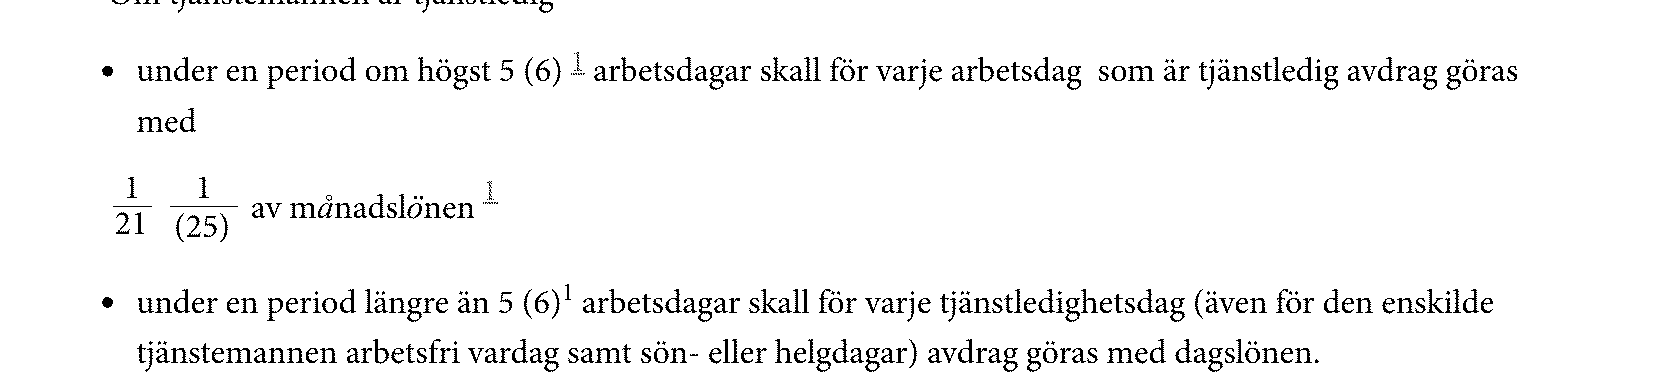 Om tjänstemannen är tjänstledig
• under en period om högst 5 (6) 1 arbetsdagar skall för varje arbetsdag som är tjänstledig avdrag göras
med
1/21 1/(25) av månadslönen 1
• under en period längre än 5 (6)1 arbetsdagar skall för varje tjänstledighetsdag (även för den enskilde
tjänstemannen arbetsfri vardag samt sön- eller helgdagar) avdrag göras med dagslönen.